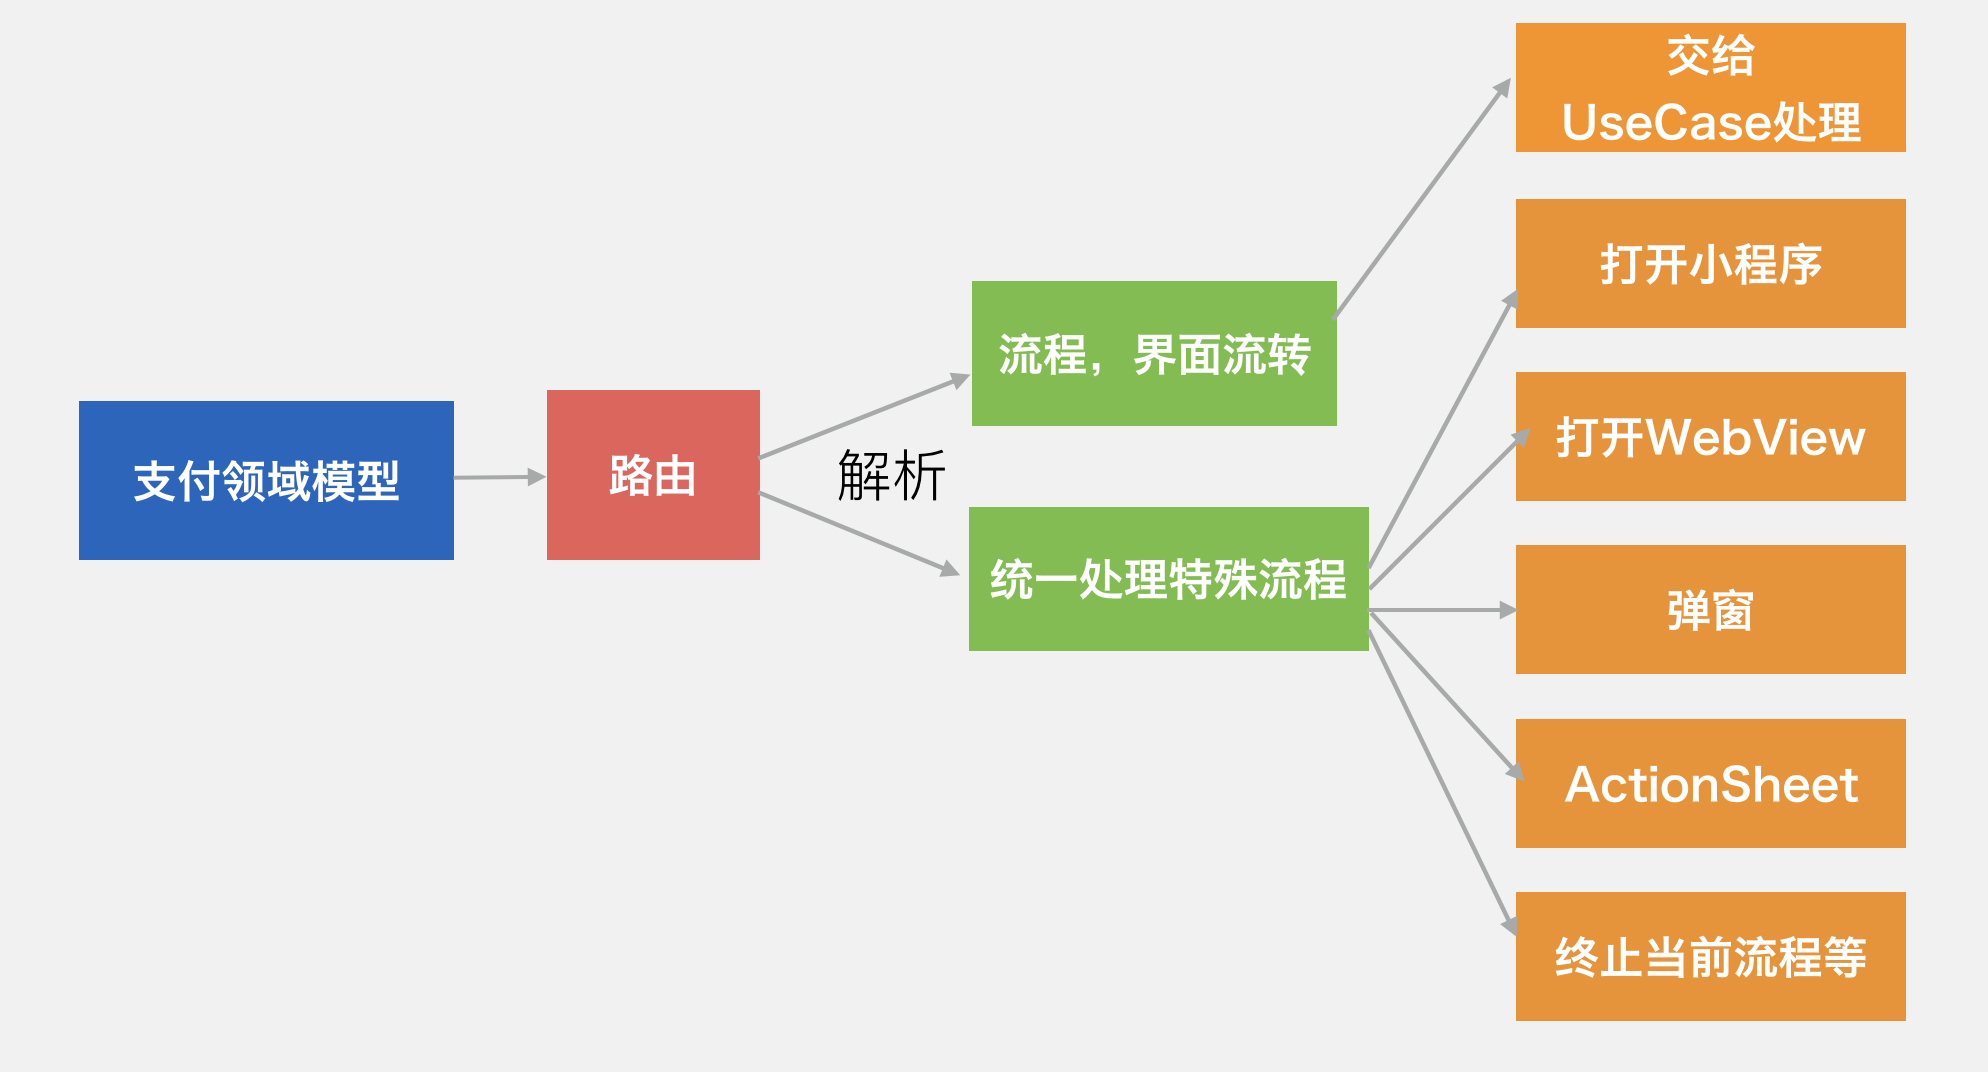 支付领域模型
路由
解析
流程，界面流转
统一处理特殊流程
交给
UseCase处理
打开小程序
打开WebView
弹窗
ActionSheet
终止当前流程等